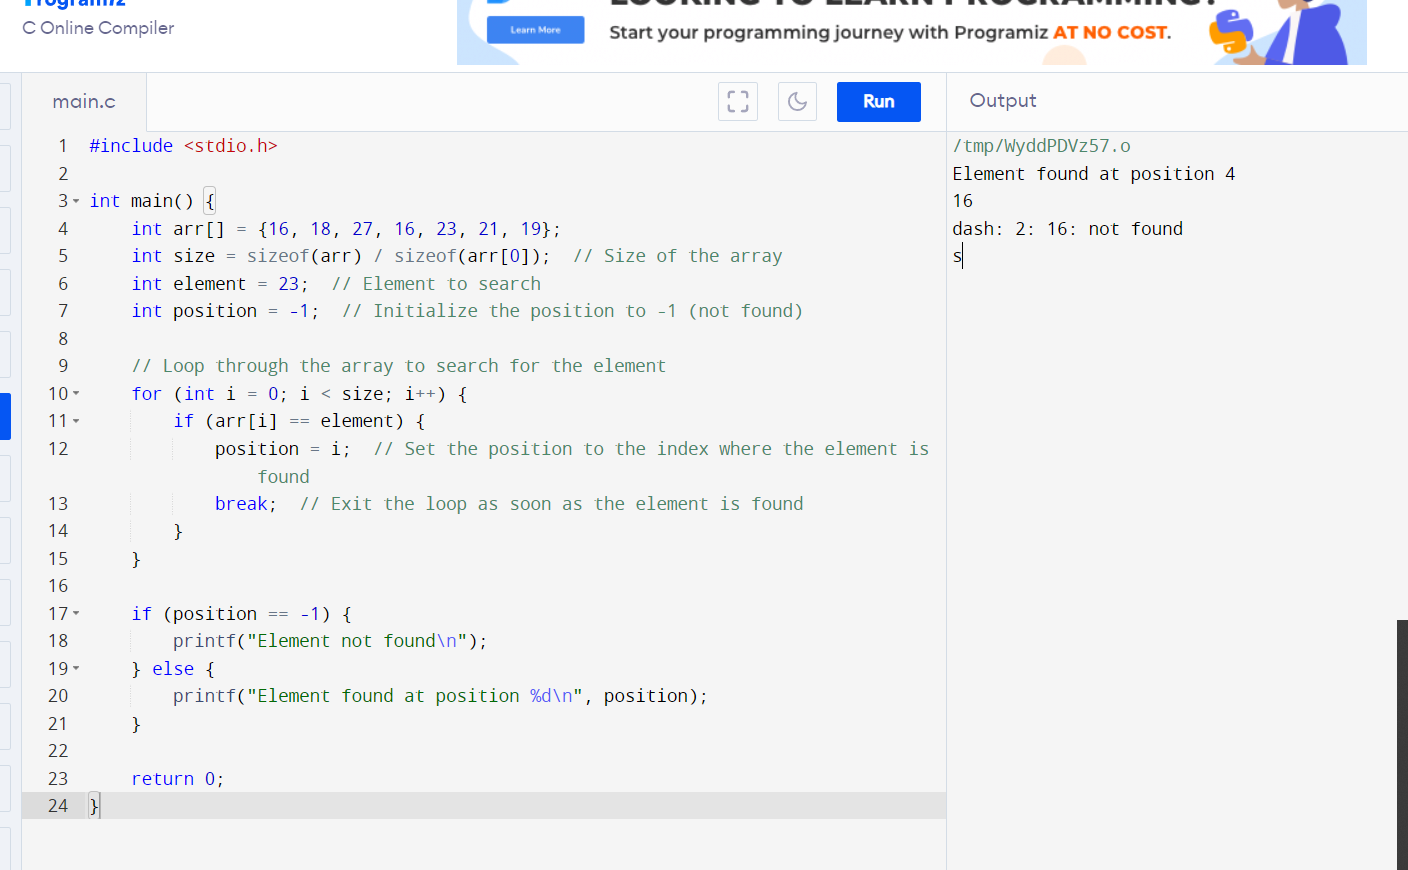 Programiz
C Online Compiler
Learn More
LOOKING TO LEARN PROGRAMMING?
Start your programming journey with Programiz AT NO COST.
main.c
Run
Output
1 #include <stdio.h>
2
3 int main() {
4 int arr[] = {16, 18, 27, 16, 23, 21, 19};
5 int size = sizeof(arr) / sizeof(arr[0]);  // Size of the array
6 int element = 23;  // Element to search
7 int position = -1;  // Initialize the position to -1 (not found)
8
9 // Loop through the array to search for the element
10 for (int i = 0; i < size; i++) {
11 if (arr[i] == element) {
12 position = i;  // Set the position to the index where the element is
found
13 break;  // Exit the loop as soon as the element is found
14 }
15 }
16
17 if (position == -1) {
18 printf("Element not found\n");
19 } else {
20 printf("Element found at position %d\n", position);
21 }
22
23 return 0;
24 }
/tmp/WyddPDVz57.o
Element found at position 4
16
dash: 2: 16: not found
s